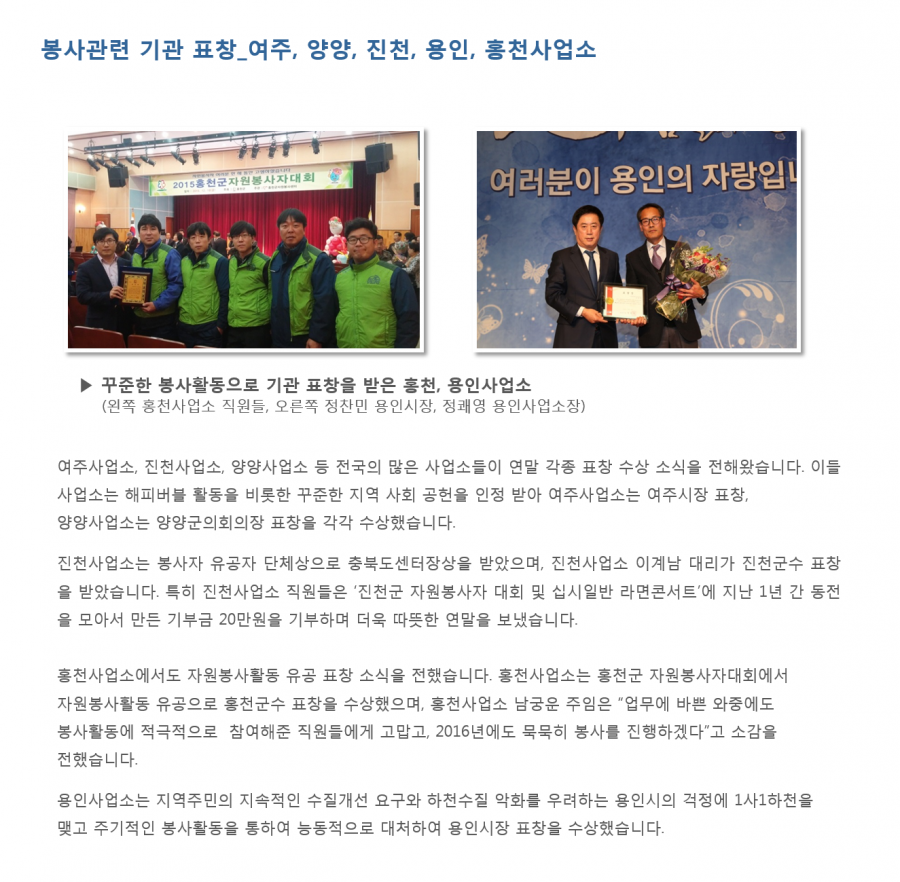 봉사관련 기관 표창_여주, 양양, 진천, 용인, 홍천사업소
2015홍천군자원봉사자대회
여러분이 용인의 자랑입니
▶ 꾸준한 봉사활동으로 기관 표창을 받은 홍천, 용인사업소
(왼쪽 홍천사업소 직원들, 오른쪽 정찬민 용인시장, 정쾌영 용인사업소장)
여주사업소, 진천사업소, 양양사업소 등 전국의 많은 사업소들이 연말 각종 표창 수상 소식을 전해왔습니다. 이들
사업소는 해피버블 활동을 비롯한 꾸준한 지역 사회 공헌을 인정 받아 여주사업소는 여주시장 표창,
양양사업소는 양양군의회의장 표창을 각각 수상했습니다.
진천사업소는 봉사자 유공자 단체상으로 충북도센터장상을 받았으며, 진천사업소 이계남 대리가 진천군수 표창
을 받았습니다. 특히 진천사업소 직원들은 ‘진천군 자원봉사자 대회 및 십시일반 라면콘서트’에 지난 1년 간 동전
을 모아서 만든 기부금 20만원을 기부하며 더욱 따뜻한 연말을 보냈습니다.
홍천사업소에서도 자원봉사활동 유공 표창 소식을 전했습니다. 홍천사업소는 홍천군 자원봉사자대회에서
자원봉사활동 유공으로 홍천군수 표창을 수상했으며, 홍천사업소 남궁운 주임은 “업무에 바쁜 와중에도
봉사활동에 적극적으로 참여해준 직원들에게 고맙고, 2016년에도 묵묵히 봉사를 진행하겠다”고 소감을
전했습니다.
용인사업소는 지역주민의 지속적인 수질개선 요구와 하천수질 악화를 우려하는 용인시의 걱정에 1사1하천을
맺고 주기적인 봉사활동을 통하여 능동적으로 대처하여 용인시장 표창을 수상했습니다.